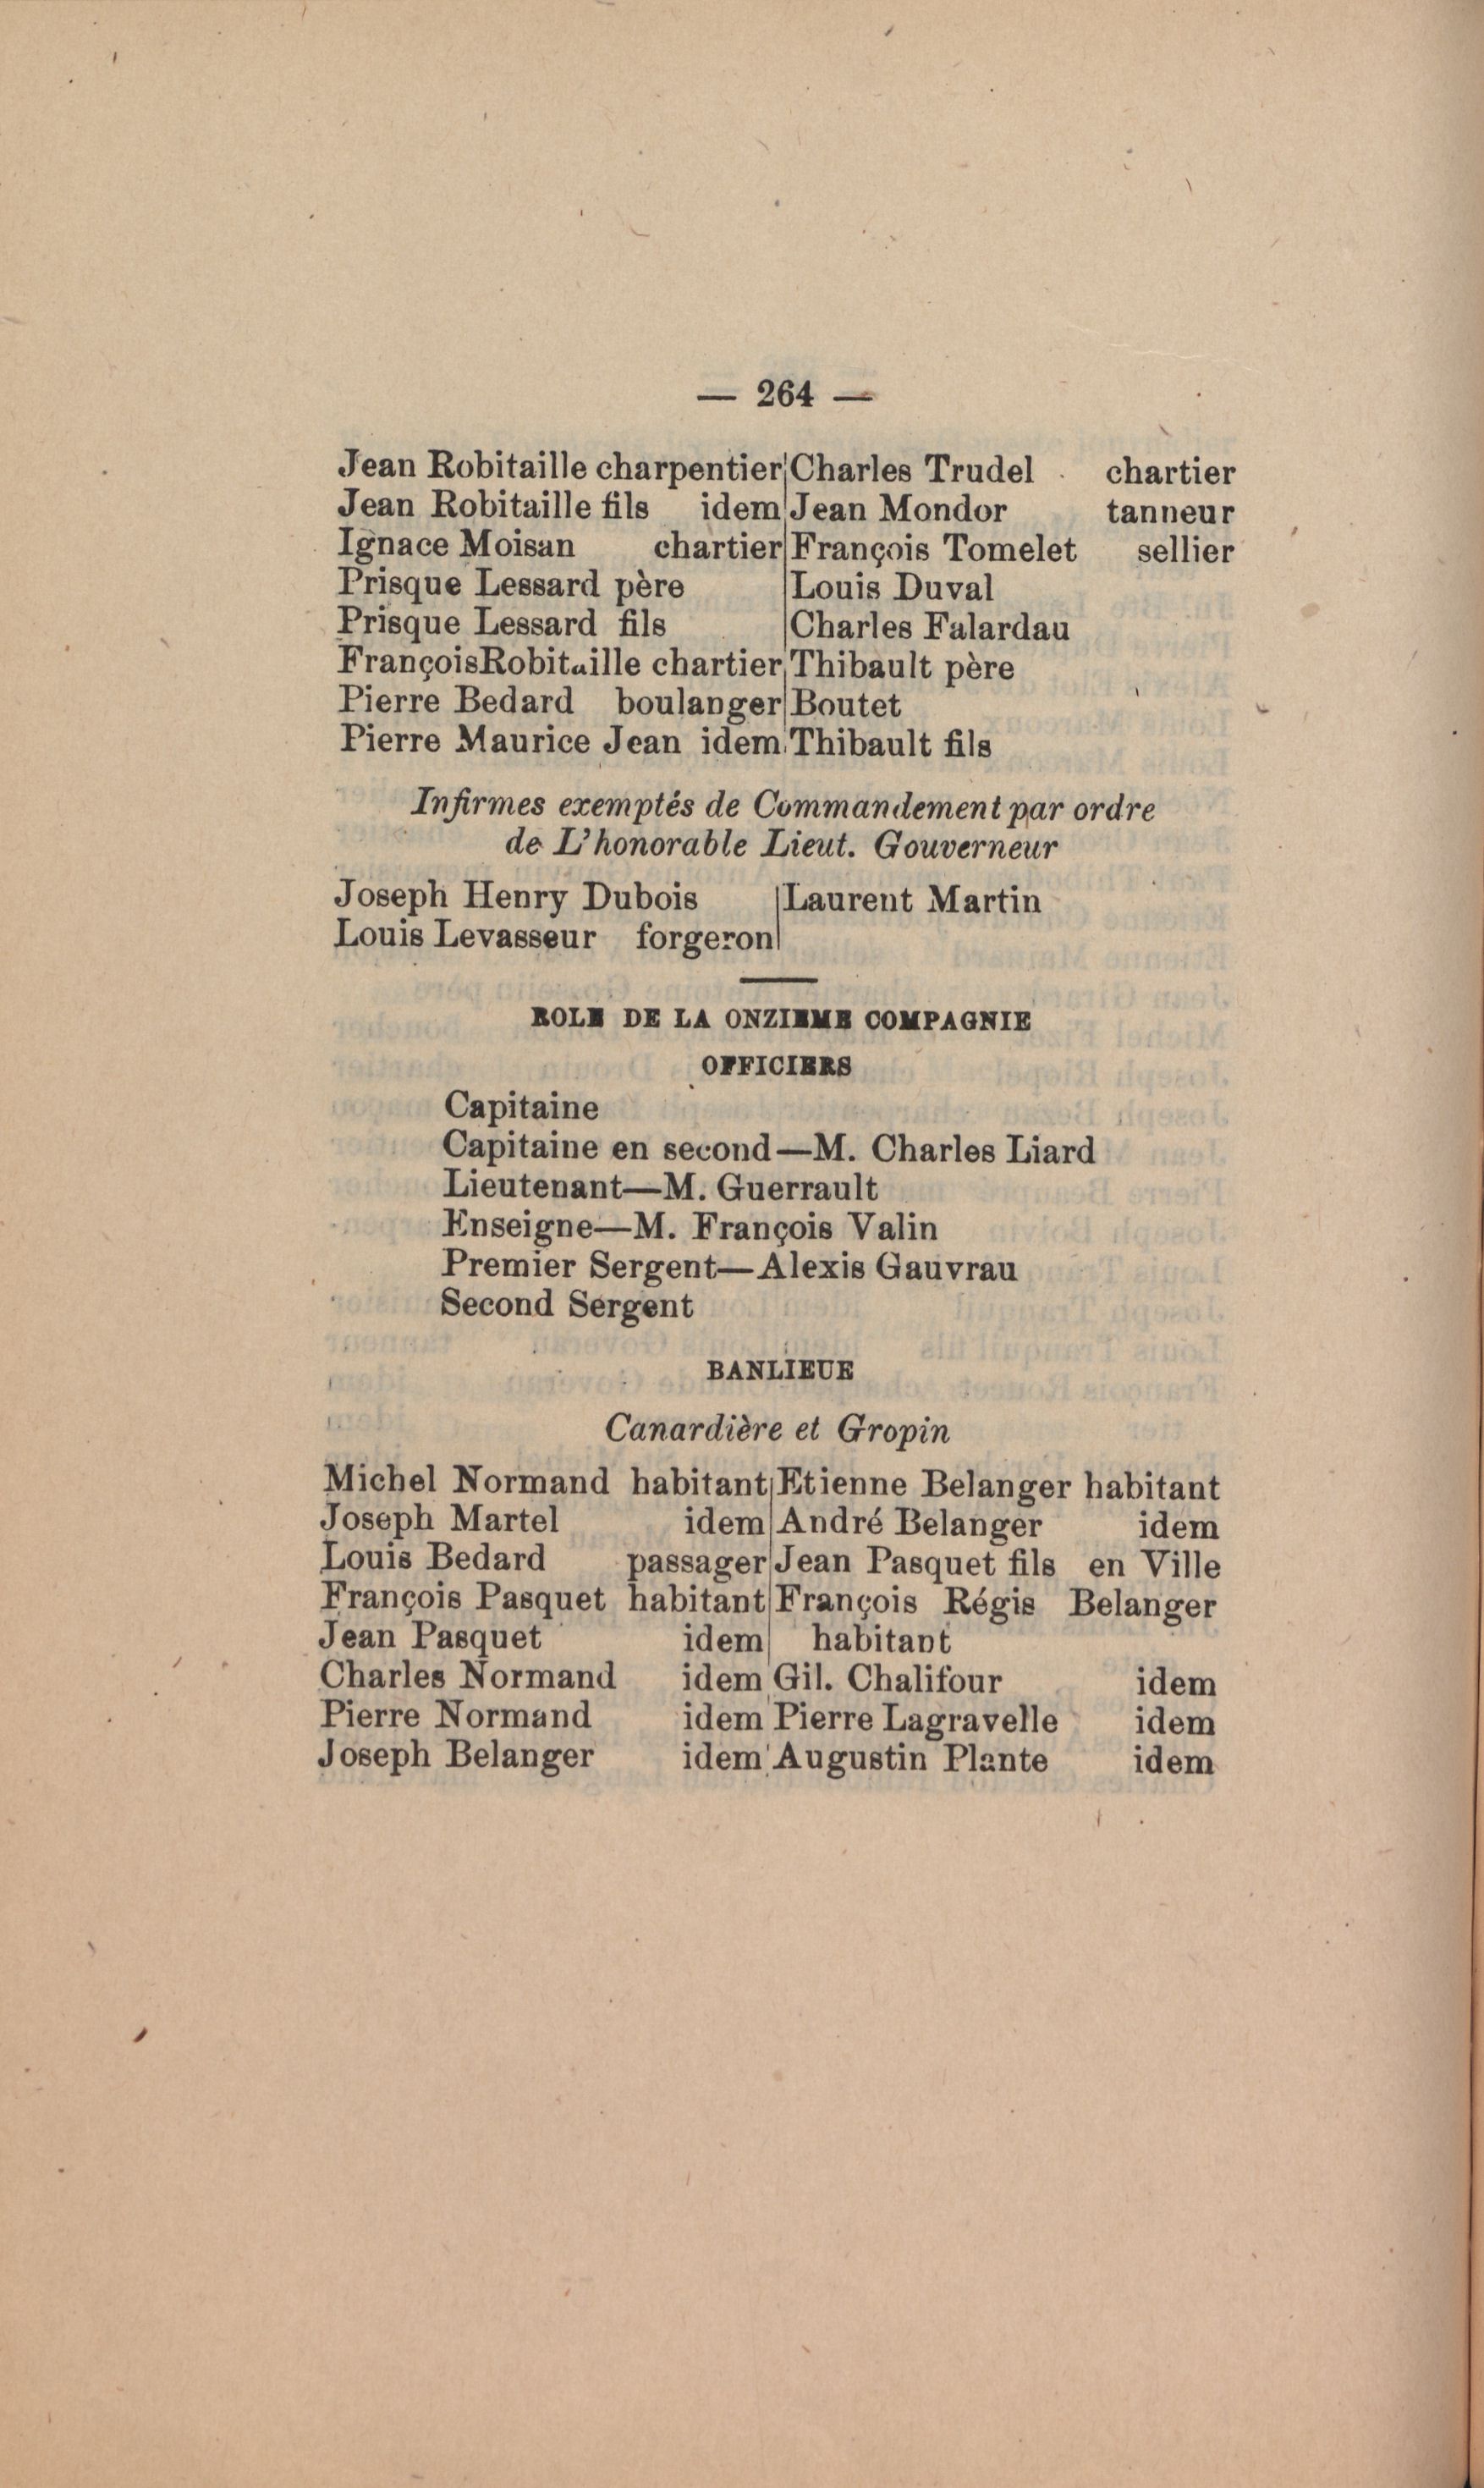 — 264 —
Jean Robitaille charpentier
Jean Robitaille fils idem
Ignace Moisan chartier
Prisque Lessard père
Prisque Lessard fils
FrançoisRobitaille chartier
Pierre Bedard boulanger
Pierre Maurice Jean idem
Charles Trudel chartier
Jean Mondor tanneur
François Tomelet sellier
Louis Duval
Charles Falardau
Thibault père
Boutet
Thibault fils
Infirmes exemptés de Commandement par ordre
de L'honorable Lieut. Gouverneur
Joseph Henry Dubois
Louis Levasseur forgeron
Laurent Martin
ROLE DE LA ONZIEME COMPAGNIE
OFFICIERS
Capitaine
Capitaine en second—M. Charles Liard
Lieutenant—M. Guerrault
Enseigne—M. François Valin
Premier Sergent—Alexis Gauvrau
Second Sergent
BANLIEUE
Canardière et Gropin
Michel Normand habitant
Joseph Martel idem
Louis Bedard passager
François Pasquet habitant
Jean Pasquet idem
Charles Normand idem
Pierre Normand idem
Joseph Belanger idem
Etienne Belanger habitant
André Belanger idem
Jean Pasquet fils en Ville
François Régis Belanger
habitant
Gil. Chalifour idem
Pierre Lagravelle idem
Augustin Plante idem